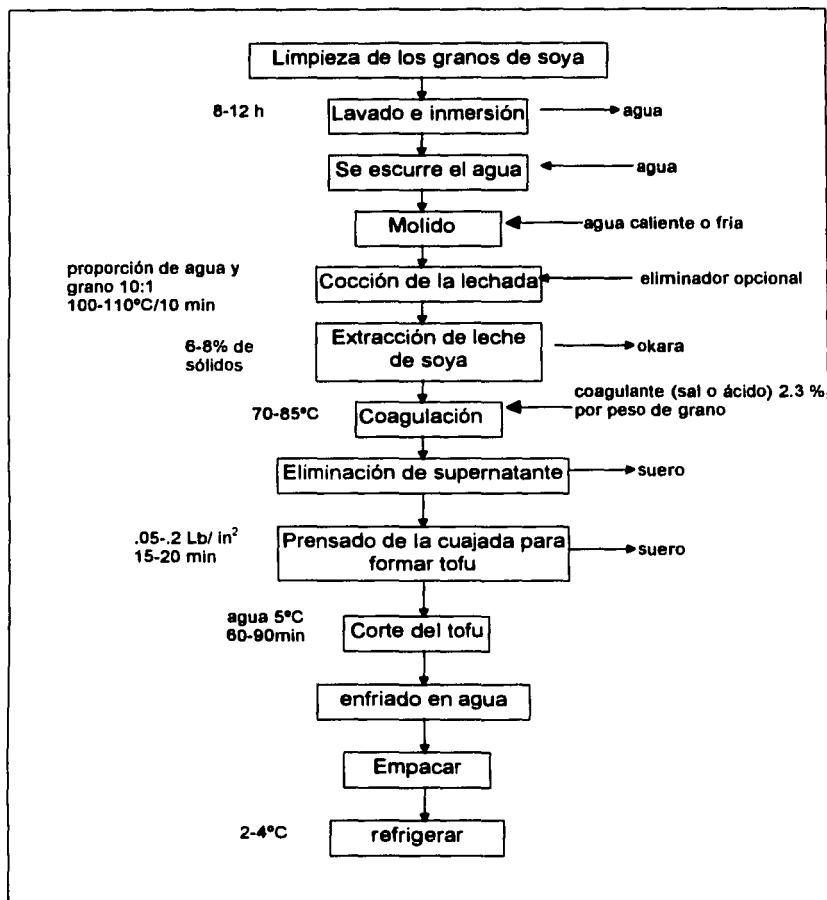 Limpieza de los granos de soya
8-12 h
Lavado e inmersión
agua
Se escurre el agua
agua
Molido
agua caliente o fria
proporción de agua y
grano 10:1
100-110ºC/10 min
Cocción de la lechada
eliminador opcional
6-8% de
sólidos
Extracción de leche
de soya
okara
70-85ºC
Coagulación
coagulante (sal o ácido) 2.3 %,
por peso de grano
Eliminación de supernatante
suero
.05-.2 Lb/ in²
15-20 min
Prensado de la cuajada para
formar tofu
suero
agua 5ºC
60-90min
Corte del tofu
enfriado en agua
Empacar
2-4ºC
refrigerar